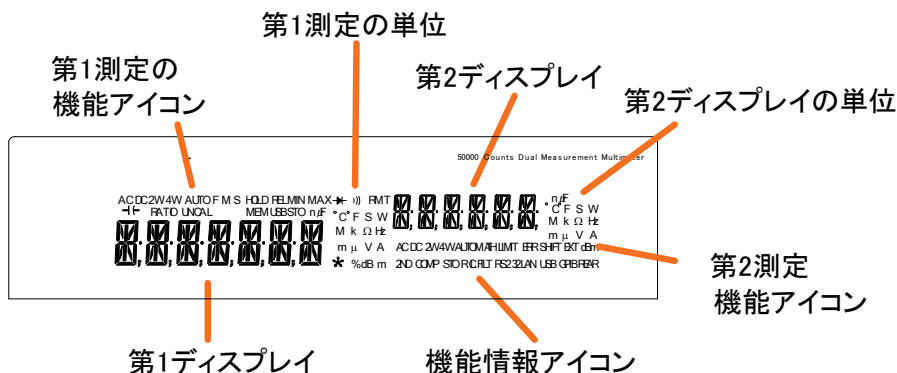 第1測定の単位
第1測定の
機能アイコン
第2ディスプレイ
第2ディスプレイの単位
50000 Counts Dual Measurement Multimeter
AC DC 2W 4W AUTO F M S HOLD REL MIN MAX RMT
RATIO UNCAL MEM USB STO n μF
°C °F S W
M k Ω Hz
m μ V A
* % dB m
n μF
°C °F S W
M k Ω Hz
m μ V A
AC DC 2W 4W AUTO MATH LIMIT ERR SHIFT EXT dBm
2ND COMP STO RCL FILT RS232 LAN USB GPIB REAR
第2測定
機能アイコン
第1ディスプレイ
機能情報アイコン